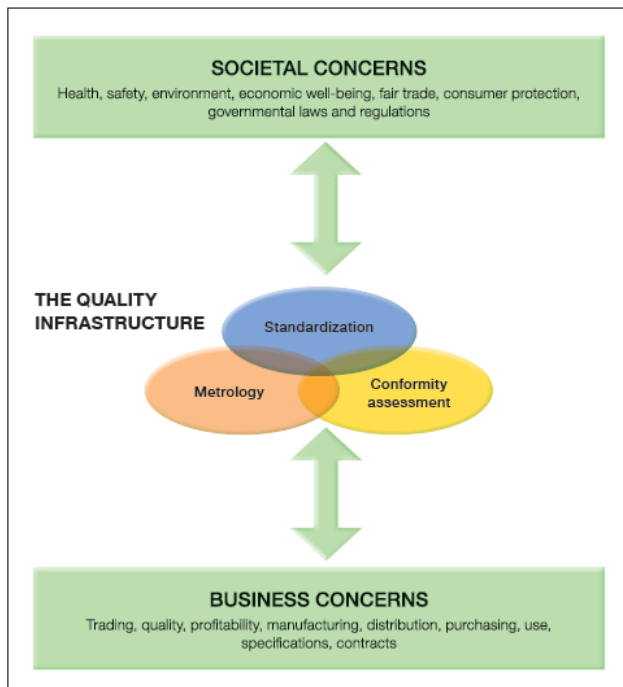 SOCIETAL CONCERNS
Health, safety, environment, economic well-being, fair trade, consumer protection,
governmental laws and regulations
THE QUALITY
INFRASTRUCTURE
Standardization
Metrology
Conformity
assessment
BUSINESS CONCERNS
Trading, quality, profitability, manufacturing, distribution, purchasing, use,
specifications, contracts